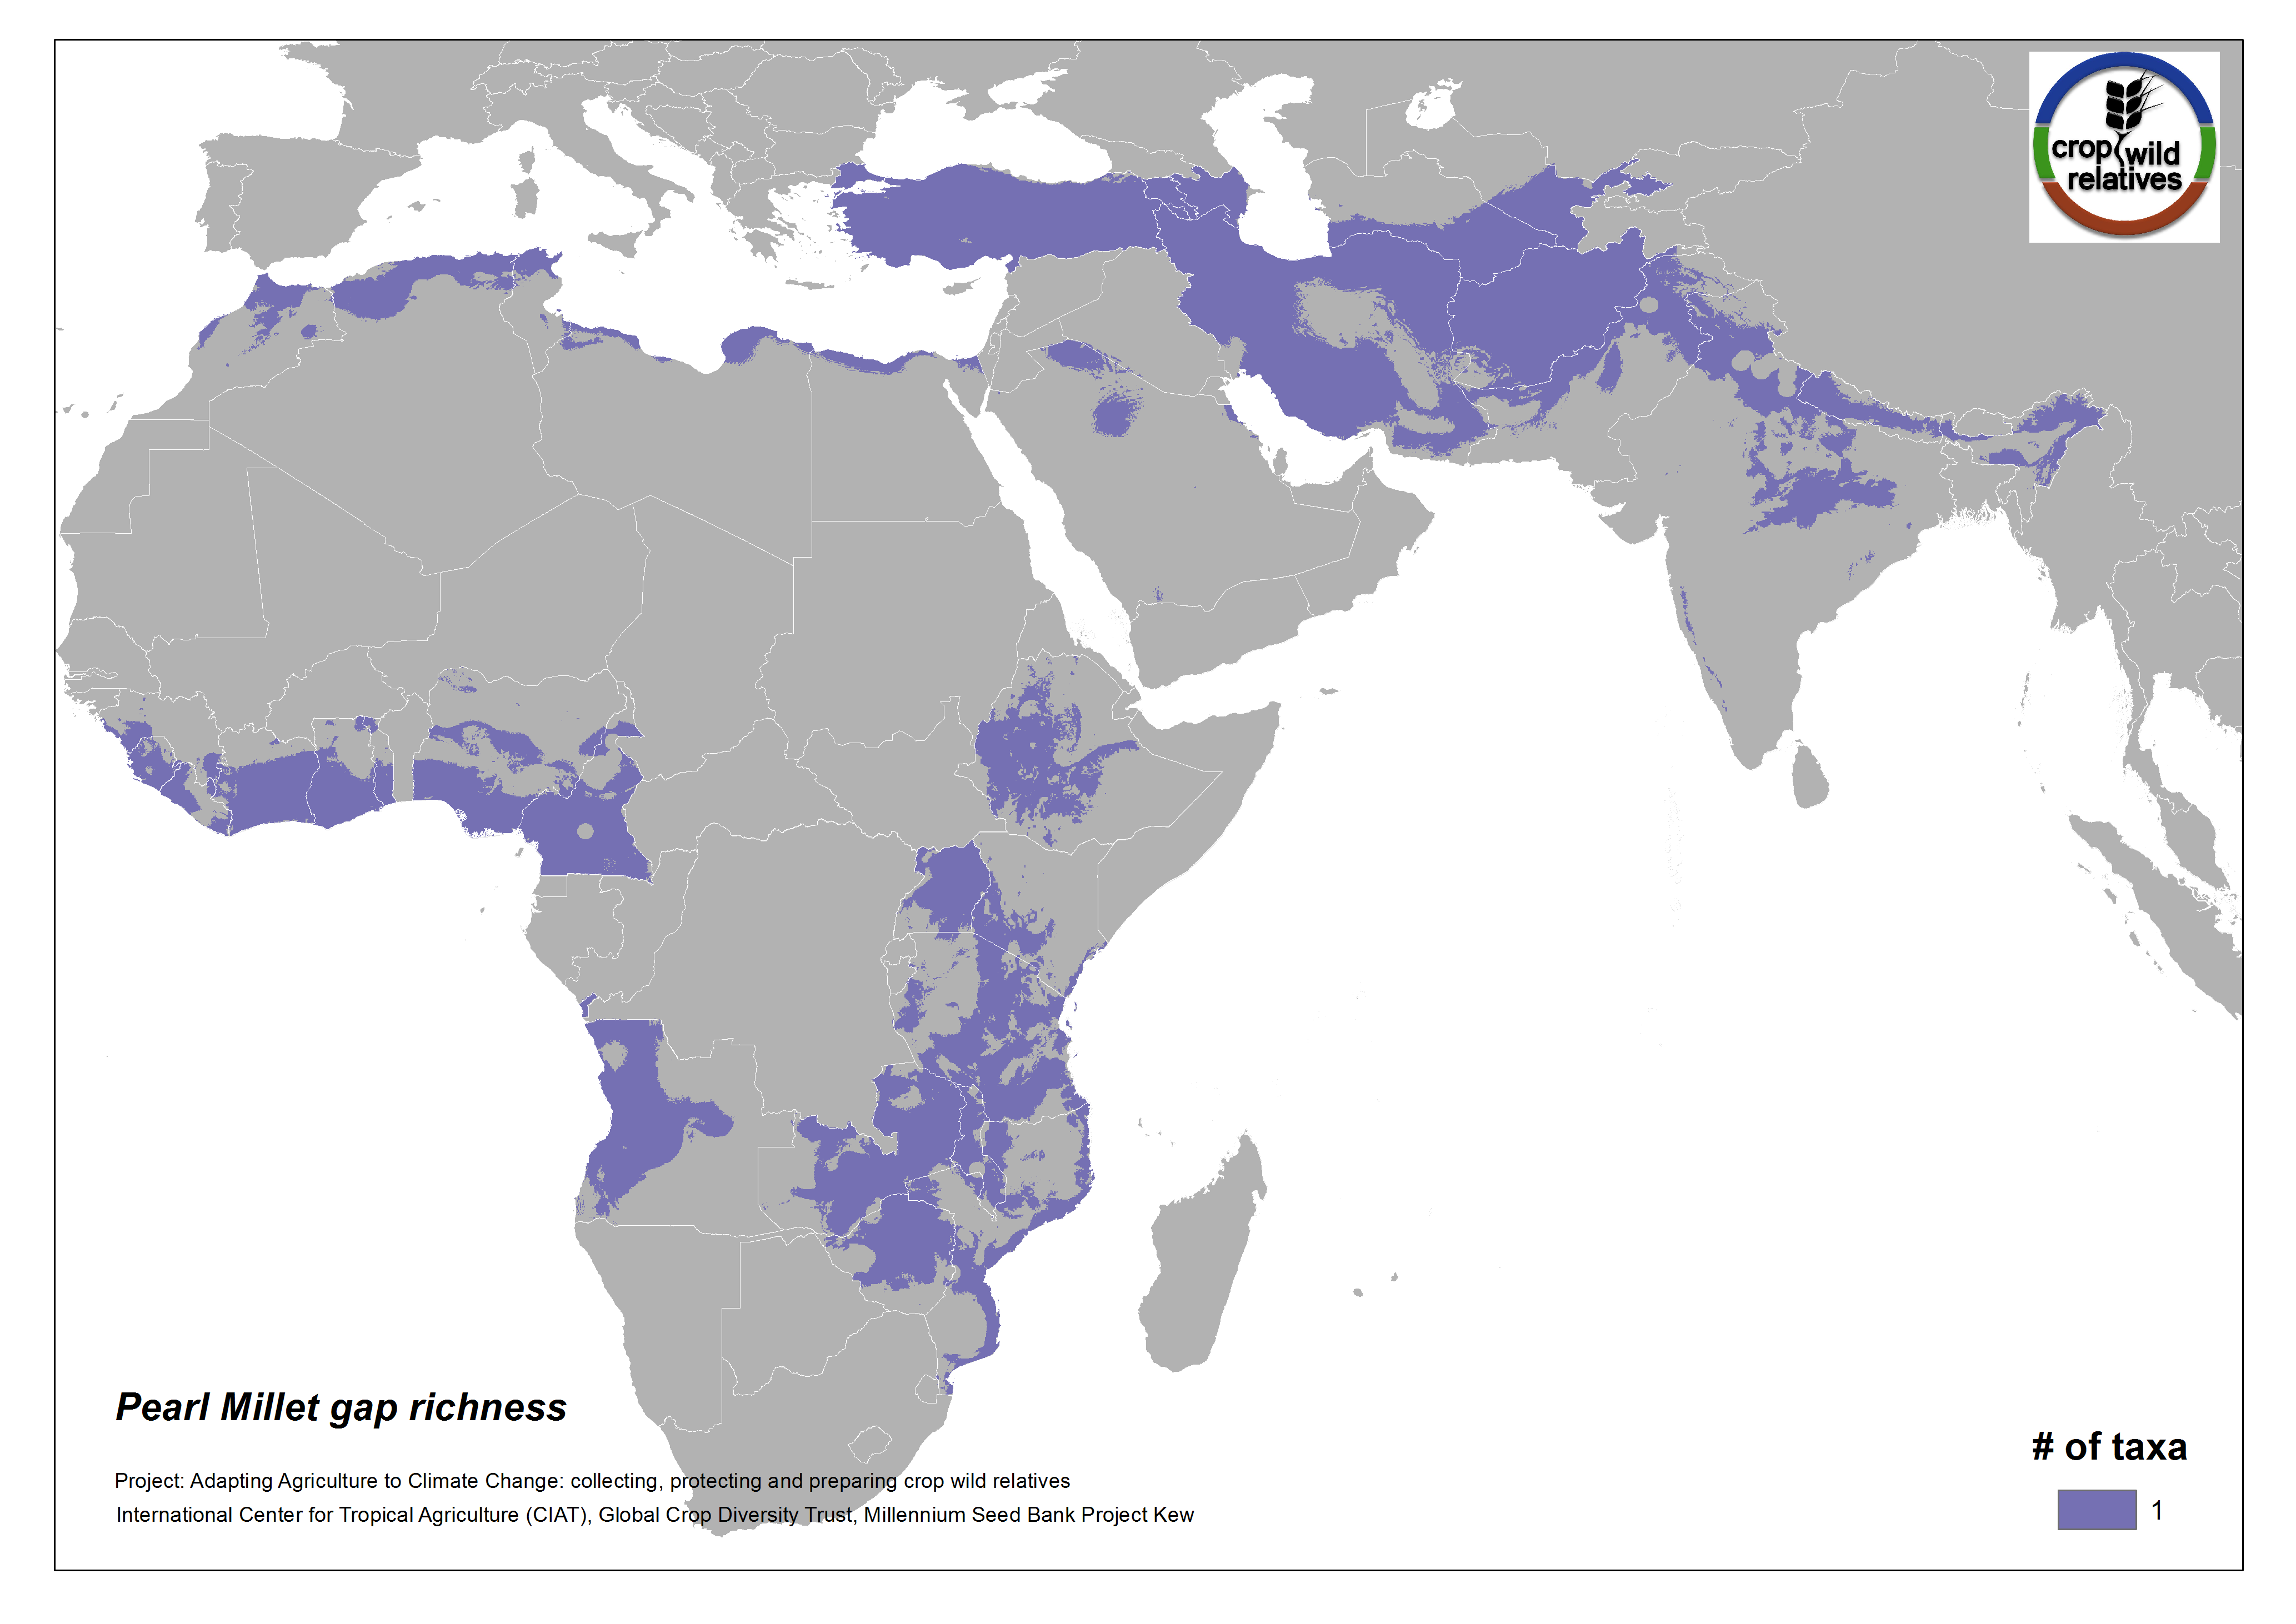 crop wild
relatives
Pearl Millet gap richness
Project: Adapting Agriculture to Climate Change: collecting, protecting and preparing crop wild relatives
International Center for Tropical Agriculture (CIAT), Global Crop Diversity Trust, Millennium Seed Bank Project Kew
# of taxa
1